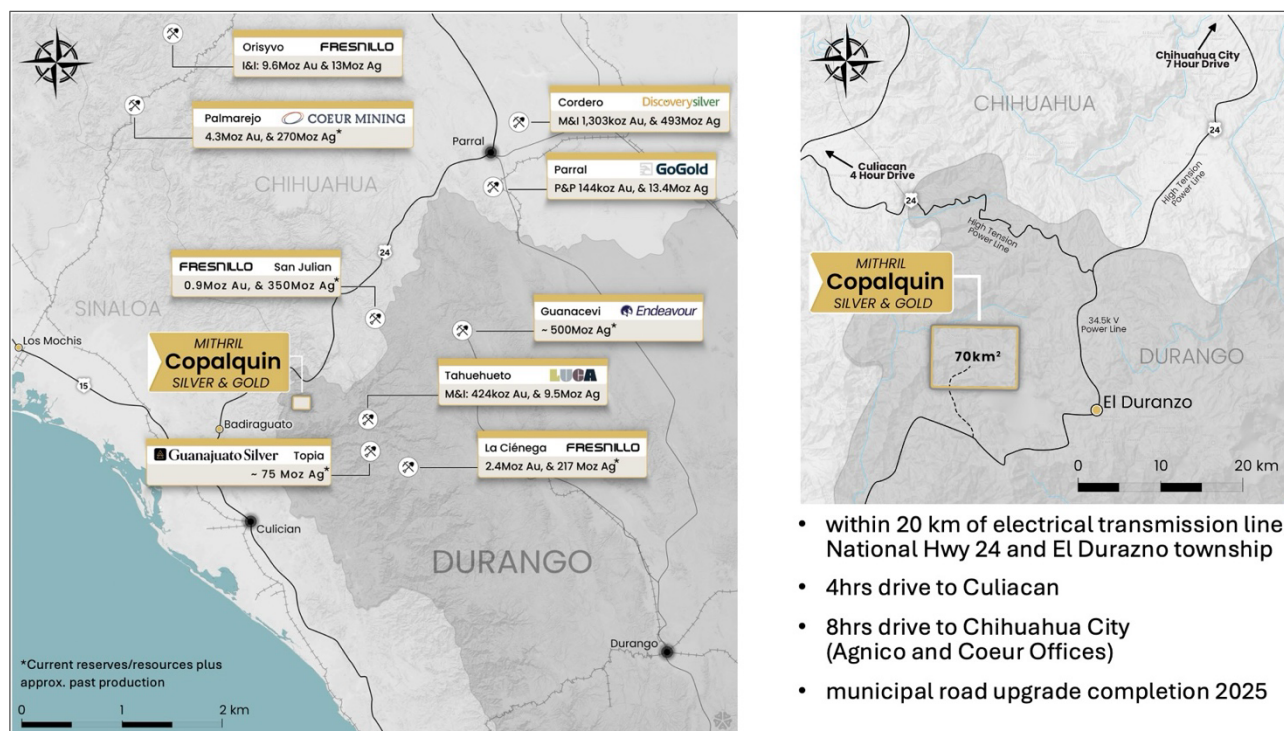 Orisyvo FRESNILLO
I&I: 9.6Moz Au & 13Moz Ag
Palmarejo COEUR MINING
4.3Moz Au, & 270Moz Ag*
Cordero Discoverysilver
M&I 1,303koz Au, & 493Moz Ag
Parral
Parral GoGold
P&P 144koz Au, & 13.4Moz Ag
CHIHUAHUA
24
FRESNILLO San Julian
0.9Moz Au, & 350Moz Ag*
SINALOA
Guanacevi Endeavour
~ 500Moz Ag*
Los Mochis
MITHRIL
Copalquin
SILVER & GOLD
15
Tahuehueto LUCA
M&I: 424koz Au, & 9.5Moz Ag
Badiraguato
Guanajuato Silver Topia
~ 75 Moz Ag*
La Ciénega FRESNILLO
2.4Moz Au, & 217 Moz Ag*
Culician
DURANGO
Durango
*Current reserves/resources plus
approx. past production
0 1 2 km
Chihuahua City
7 Hour Drive
CHIHUAHUA
24
Culiacan
4 Hour Drive
24
High Tension
Power Line
High Tension
Power Line
MITHRIL
Copalquin
SILVER & GOLD
34.5k V
Power Line
70km²
DURANGO
El Duranzo
0 10 20 km
• within 20 km of electrical transmission line
National Hwy 24 and El Durazno township
• 4hrs drive to Culiacan
• 8hrs drive to Chihuahua City
(Agnico and Coeur Offices)
• municipal road upgrade completion 2025